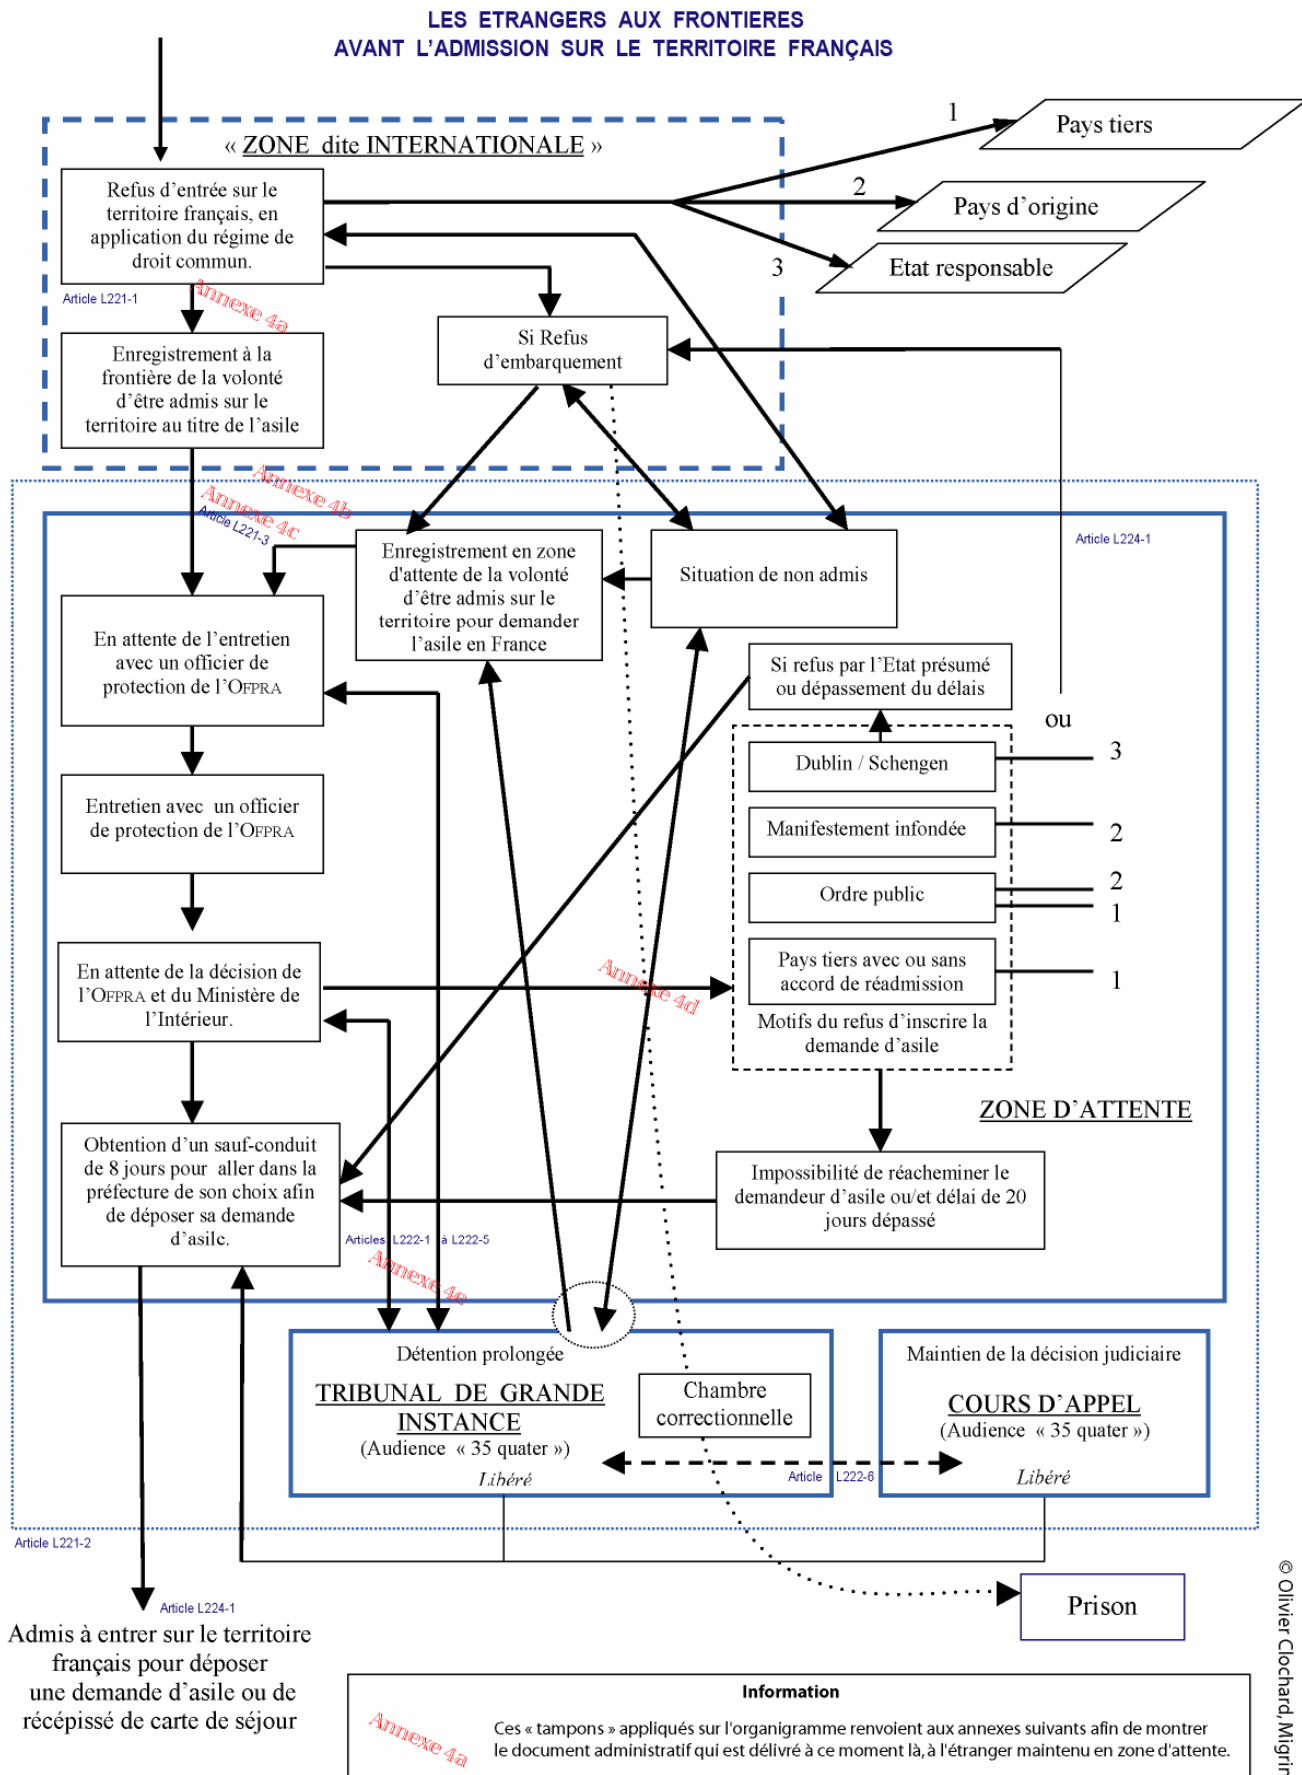 LES ETRANGERS AUX FRONTIERES
AVANT L'ADMISSION SUR LE TERRITOIRE FRANÇAIS
« ZONE dite INTERNATIONALE »
1
Pays tiers
2
Pays d'origine
3
Etat responsable
Refus d'entrée sur le
territoire français, en
application du régime de
droit commun.
Article L221-1
Annexe 4a
Si Refus
d'embarquement
Enregistrement à la
frontière de la volonté
d'être admis sur le
territoire au titre de l'asile
Annexe 4b
Annexe 4c
Article L221-3
Article L224-1
Enregistrement en zone
d'attente de la volonté
d'être admis sur le
territoire pour demander
l'asile en France
Situation de non admis
En attente de l'entretien
avec un officier de
protection de l'OFPRA
Si refus par l'Etat présumé
ou dépassement du délais
ou
Dublin / Schengen
3
Entretien avec un officier
de protection de l'OFPRA
Manifestement infondée
2
Ordre public
2
1
En attente de la décision de
l'OFPRA et du Ministère de
l'Intérieur.
Annexe 4d
Pays tiers avec ou sans
accord de réadmission
1
Motifs du refus d'inscrire la
demande d'asile
ZONE D'ATTENTE
Obtention d'un sauf-conduit
de 8 jours pour aller dans la
préfecture de son choix afin
de déposer sa demande
d'asile.
Impossibilité de réacheminer le
demandeur d'asile ou/et délai de 20
jours dépassé
Articles L222-1 à L222-5
Annexe 4e
Détention prolongée
TRIBUNAL DE GRANDE
INSTANCE
(Audience « 35 quater »)
Libéré
Chambre
correctionnelle
Article L222-6
Maintien de la décision judiciaire
COURS D'APPEL
(Audience « 35 quater »)
Libéré
Article L221-2
Article L224-1
Admis à entrer sur le territoire
français pour déposer
une demande d'asile ou de
récépissé de carte de séjour
Prison
Information
Annexe 4a
Ces « tampons » appliqués sur l'organigramme renvoient aux annexes suivants afin de montrer
le document administratif qui est délivré à ce moment là, à l'étranger maintenu en zone d'attente.
© Olivier Clochard, Migrin